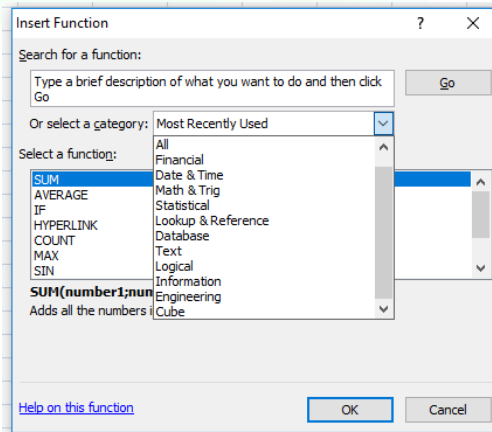 Insert Function
?
Search for a function:
Type a brief description of what you want to do and then click
Go
Go
Or select a category:
Most Recently Used
All
Financial
Date & Time
Math & Trig
Statistical
Lookup & Reference
Database
Text
Logical
Information
Engineering
Cube
Select a function:
SUM
AVERAGE
IF
HYPERLINK
COUNT
MAX
SIN
SUM(number1;num
Adds all the numbers i
Help on this function
OK
Cancel